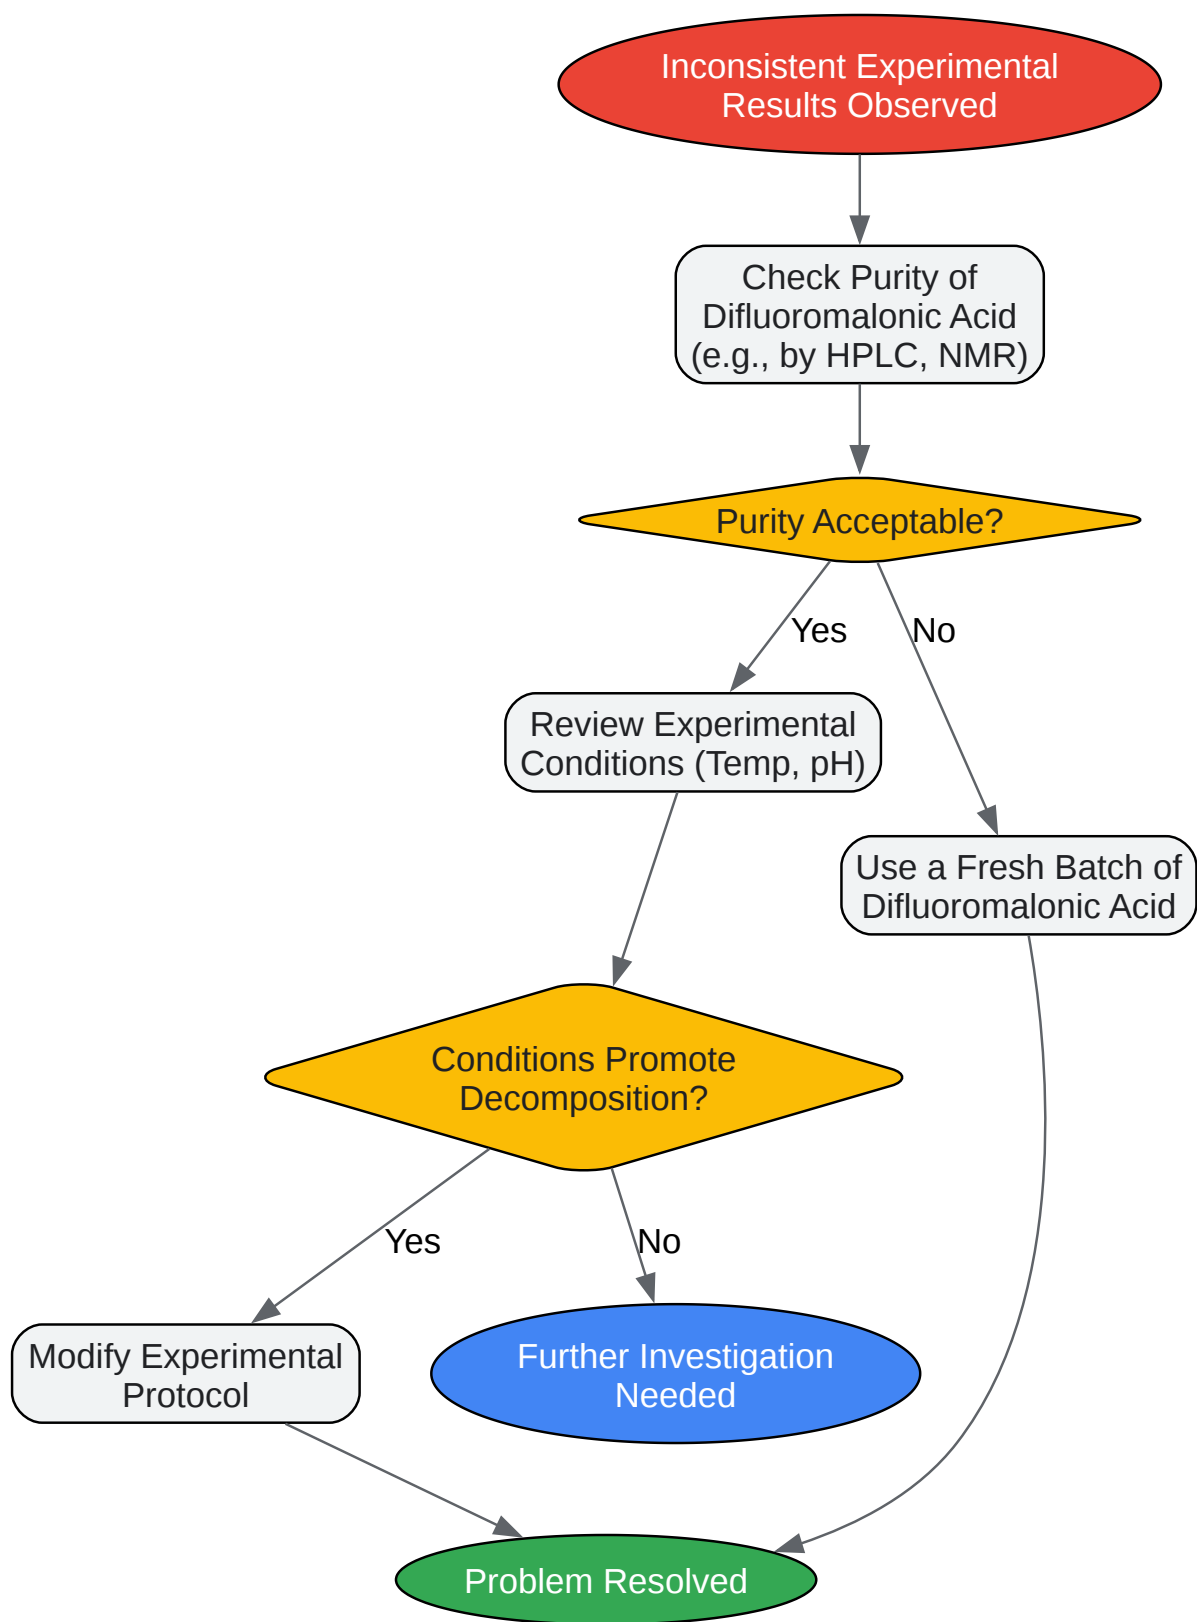 Inconsistent Experimental
Results Observed
Check Purity of
Difluoromalonic Acid
(e.g., by HPLC, NMR)
Purity Acceptable?
Yes
No
Review Experimental
Conditions (Temp, pH)
Use a Fresh Batch of
Difluoromalonic Acid
Conditions Promote
Decomposition?
Yes
No
Modify Experimental
Protocol
Further Investigation
Needed
Problem Resolved